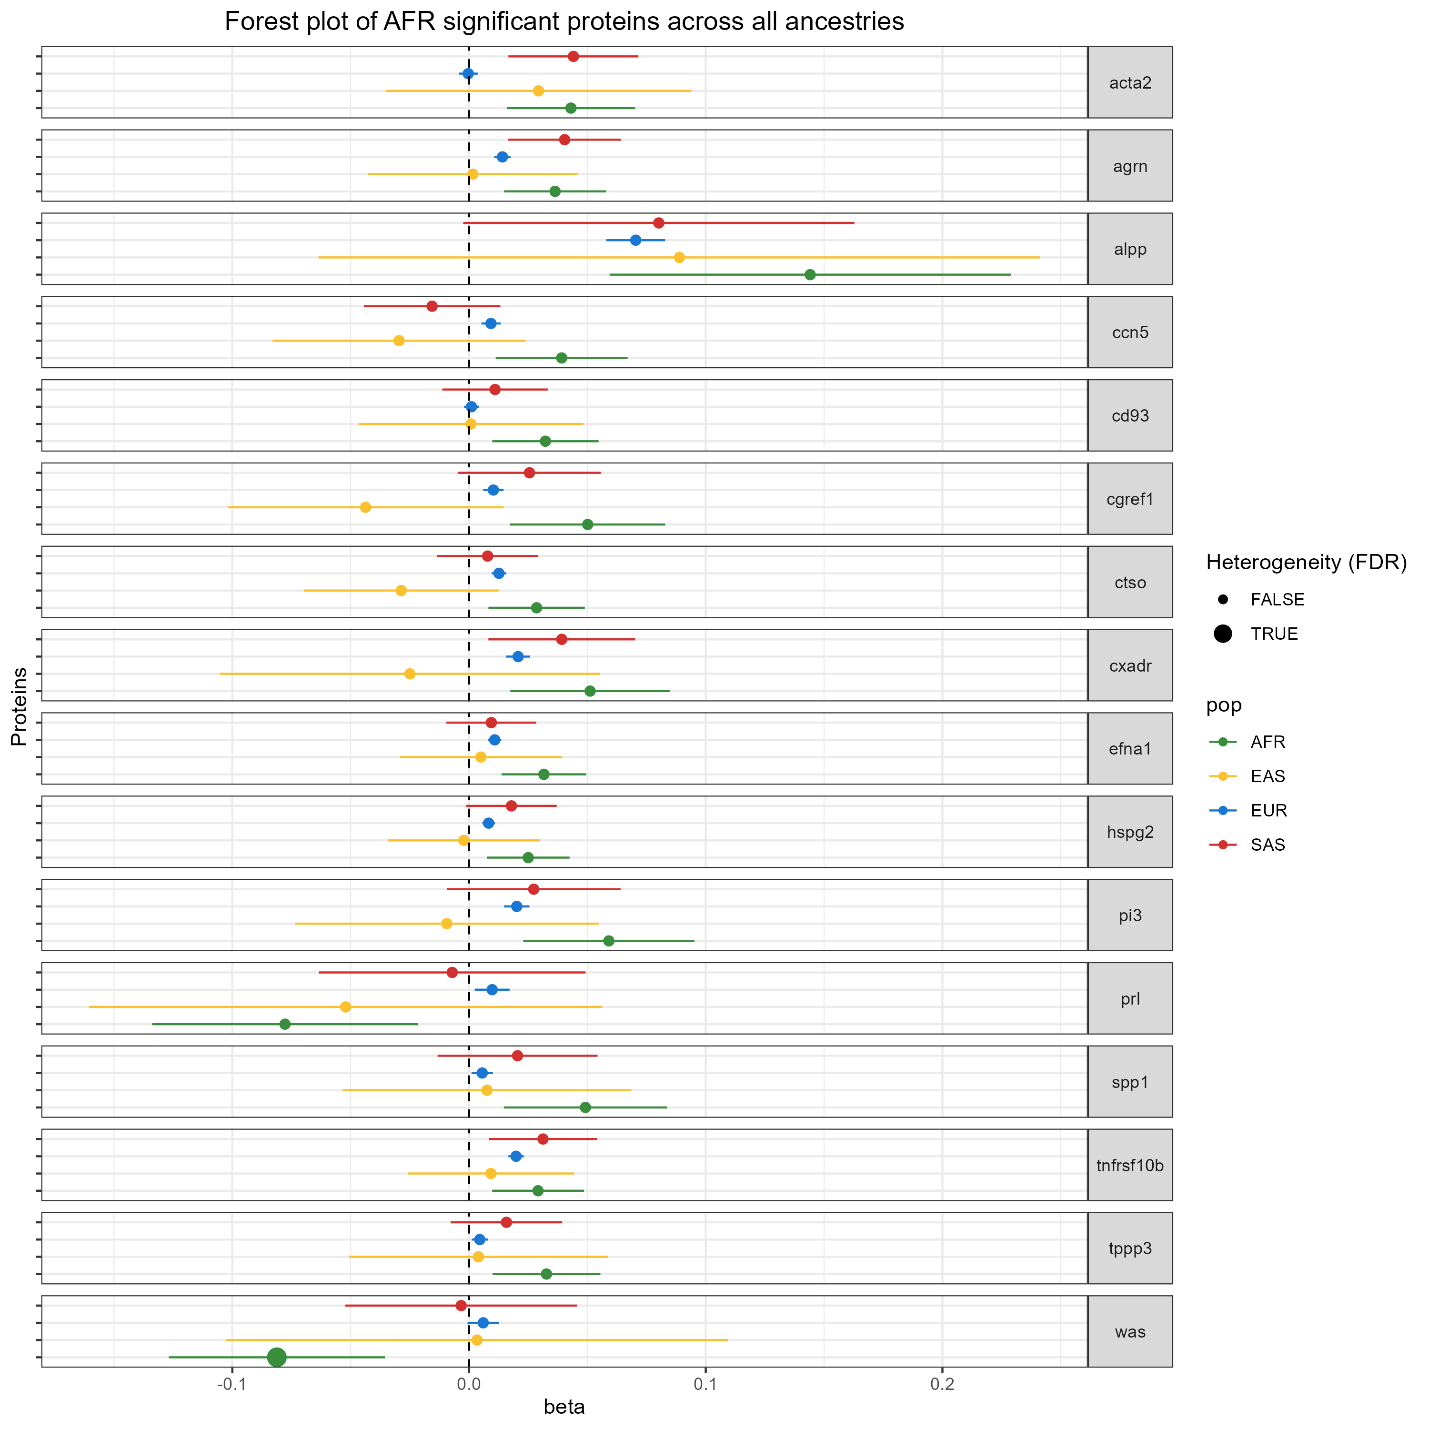 Forest plot of AFR significant proteins across all ancestries
Proteins
acta2
agrn
alpp
ccn5
cd93
cgref1
ctso
cxadr
efna1
hspg2
pi3
prl
spp1
tnfrsf10b
tppp3
was
-0.1 0.0 0.1 0.2
beta
Heterogeneity (FDR)
FALSE
TRUE
pop
AFR
EAS
EUR
SAS